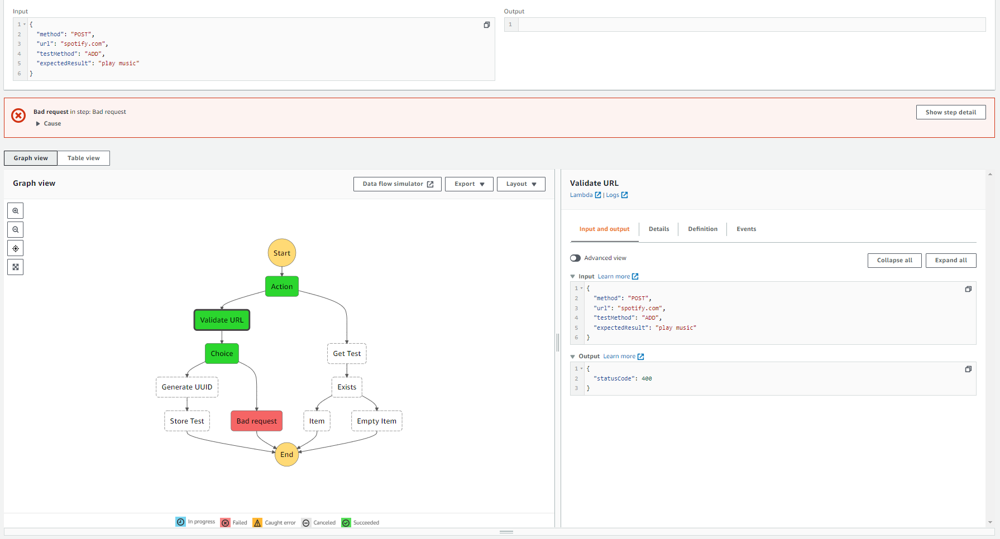 Input
Output
1 {
2 "method": "POST",
3 "url": "spotify.com",
4 "testMethod": "ADD",
5 "expectedResult": "play music"
6 }
1
Bad request in step: Bad request
Cause
Show step detail
Graph view
Table view
Graph view
Data flow simulator
Export
Layout
Start
Action
Validate URL
Choice
Get Test
Generate UUID
Exists
Store Test
Bad request
Item
Empty Item
End
In progress
Failed
Caught error
Canceled
Succeeded
Validate URL
Lambda | Logs
Input and output
Details
Definition
Events
Advanced view
Collapse all
Expand all
Input Learn more
1 {
2 "method": "POST",
3 "url": "spotify.com",
4 "testMethod": "ADD",
5 "expectedResult": "play music"
6 }
Output Learn more
1 {
2 "statusCode": 400
3 }